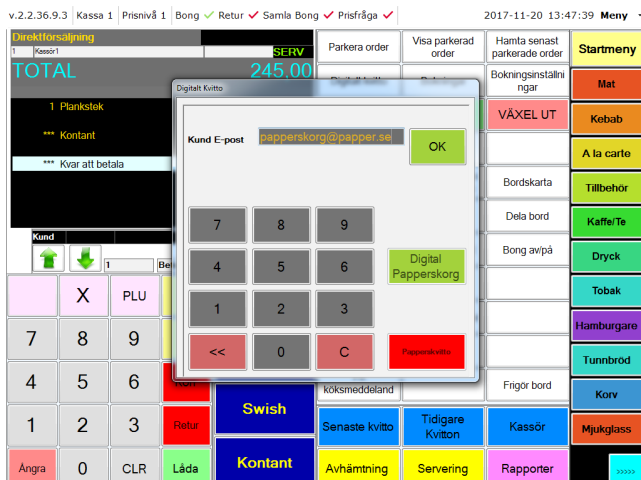 v.2.2.36.9.3 Kassa 1 Prisnivå 1 Bong Retur Samla Bong Prisfråga 2017-11-20 13:47:39 Meny
Direktförsäljning
1 Kassör1 SERV
TOTAL 245.00
1 Plankstek
*** Kontant
*** Kvar att betala
Kund
1
Digitalt Kvitto
Kund E-post papperskorg@papper.se OK
7 8 9
4 5 6 Digital Papperskorg
1 2 3
<< 0 C Papperskvitto
Parkera order Visa parkerad order Hamta senast parkerade order Startmeny
Bokningsinställningar Mat
VÄXEL UT Kebab
A la carte
Bordskarta Tillbehör
Dela bord Kaffe/Te
Bong av/på Dryck
X PLU Tobak
7 8 9 Hamburgare
Tunnbröd
4 5 6 köksmeddeland Frigör bord Korv
1 2 3 Retur Swish Senaste kvitto Tidigare Kvitton Kassör Mjukglass
Ångra 0 CLR Låda Kontant Avhämtning Servering Rapporter >>>>>